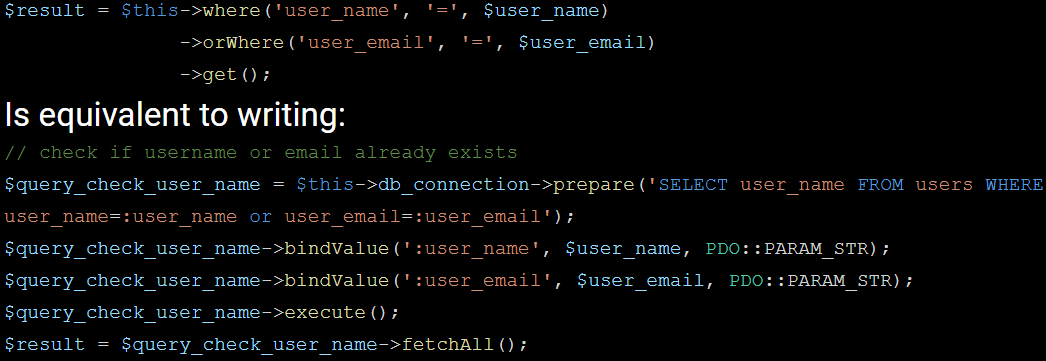 $result = $this->where('user_name', '=', $user_name)
->orWhere('user_email', '=', $user_email)
->get();
Is equivalent to writing:
// check if username or email already exists
$query_check_user_name = $this->db_connection->prepare('SELECT user_name FROM users WHERE
user_name=:user_name or user_email=:user_email');
$query_check_user_name->bindValue(':user_name', $user_name, PDO::PARAM_STR);
$query_check_user_name->bindValue(':user_email', $user_email, PDO::PARAM_STR);
$query_check_user_name->execute();
$result = $query_check_user_name->fetchAll();